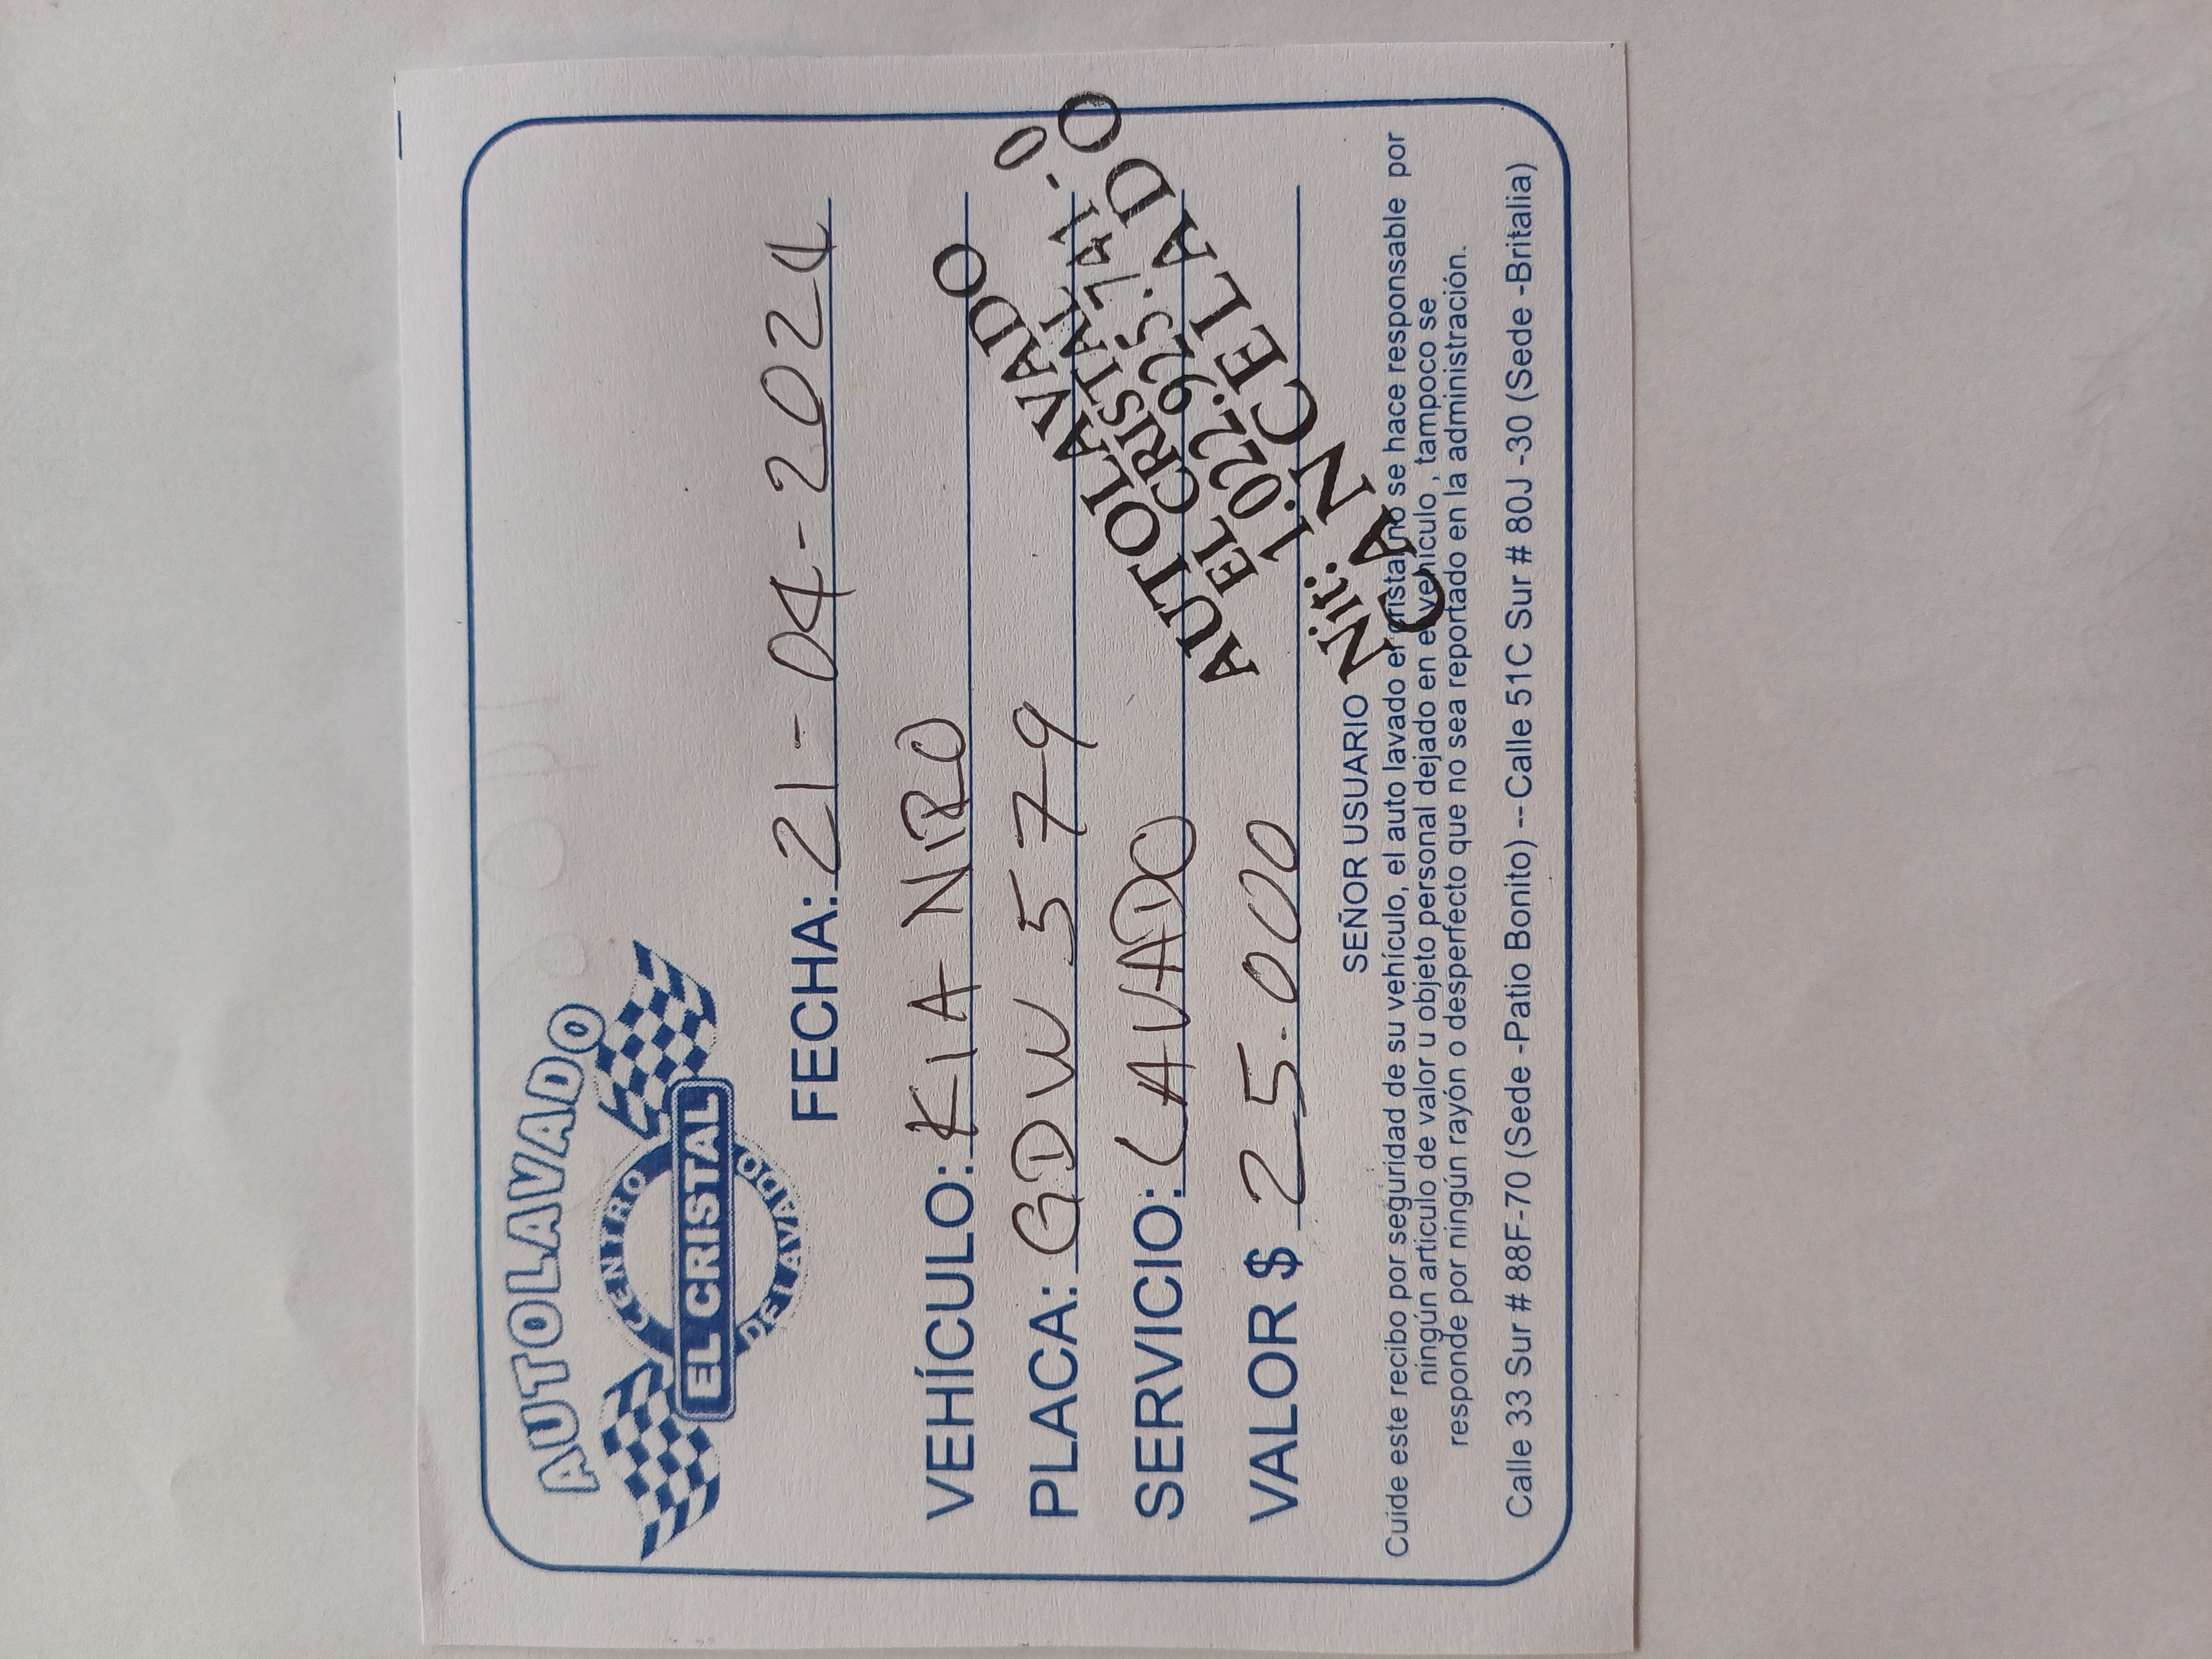 AUTOLAVADO
CENTRO
EL CRISTAL
DE LAVADO
FECHA: 21-04-2024
VEHÍCULO: KIA NIRO
PLACA: GDW 579
SERVICIO: LAVADO
VALOR $ 25.000
AUTOLAVADO
EL CRISTAL
Nit: 1.022.925.741-0
CANCELADO
SEÑOR USUARIO
Cuide este recibo por seguridad de su vehículo, el auto lavado el cristal no se hace responsable por
ningún articulo de valor u objeto personal dejado en el vehículo , tampoco se
responde por ningún rayón o desperfecto que no sea reportado en la administración.
Calle 33 Sur # 88F-70 (Sede -Patio Bonito) -- Calle 51C Sur # 80J -30 (Sede -Britalia)